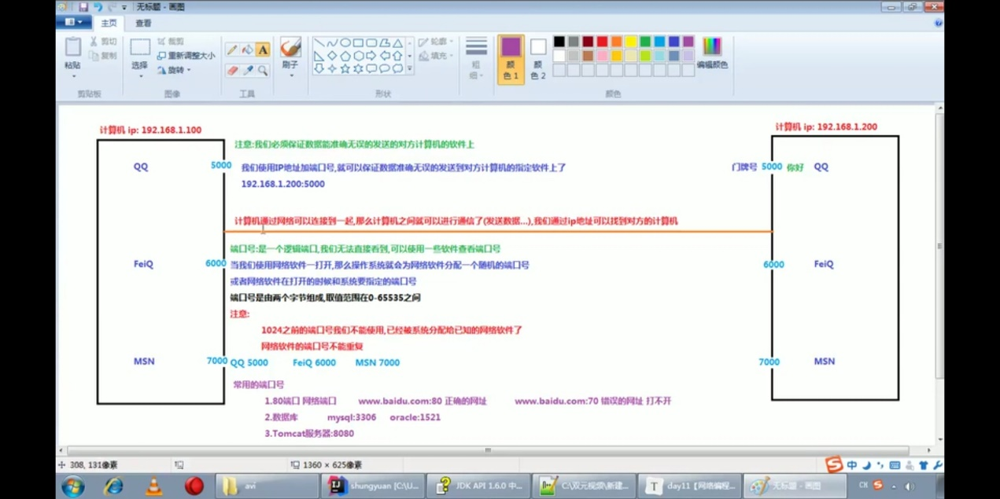 无标题 - 画图
主页 查看
粘贴 剪切 复制
选择 裁剪 重新调整大小 旋转
A
刷子
轮廓 填充
粗细
颜色 1 颜色 2
编辑颜色
剪贴板 图像 工具 形状 颜色
计算机 ip: 192.168.1.100
计算机 ip: 192.168.1.200
注意:我们必须保证数据能准确无误的发送的对方计算机的软件上
QQ 5000 我们使用IP地址加端口号,就可以保证数据准确无误的发送到对方计算机的指定软件上了 门牌号 5000 你好 QQ
192.168.1.200:5000
计算机通过网络可以连接到一起,那么计算机之间就可以进行通信了(发送数据...),我们通过ip地址可以找到对方的计算机
端口号:是一个逻辑端口,我们无法直接看到,可以使用一些软件查看端口号
FeiQ 6000 当我们使用网络软件一打开,那么操作系统就会为网络软件分配一个随机的端口号 6000 FeiQ
或者网络软件在打开的时候和系统要指定的端口号
端口号是由两个字节组成,取值范围在0-65535之间
注意:
1024之前的端口号我们不能使用,已经被系统分配给已知的网络软件了
网络软件的端口号不能重复
MSN 7000 QQ 5000 FeiQ 6000 MSN 7000 7000 MSN
常用的端口号
1.80端口 网络端口 www.baidu.com:80 正确的网址 www.baidu.com:70 错误的网址 打不开
2.数据库 mysql:3306 oracle:1521
3.Tomcat服务器:8080
308, 131像素 1360 × 625像素 中
avi shungyuan [C:\U... JDK API 1.6.0 中... C:\双元视频\新建... day11【网络编程... 无标题 - 画图 CH